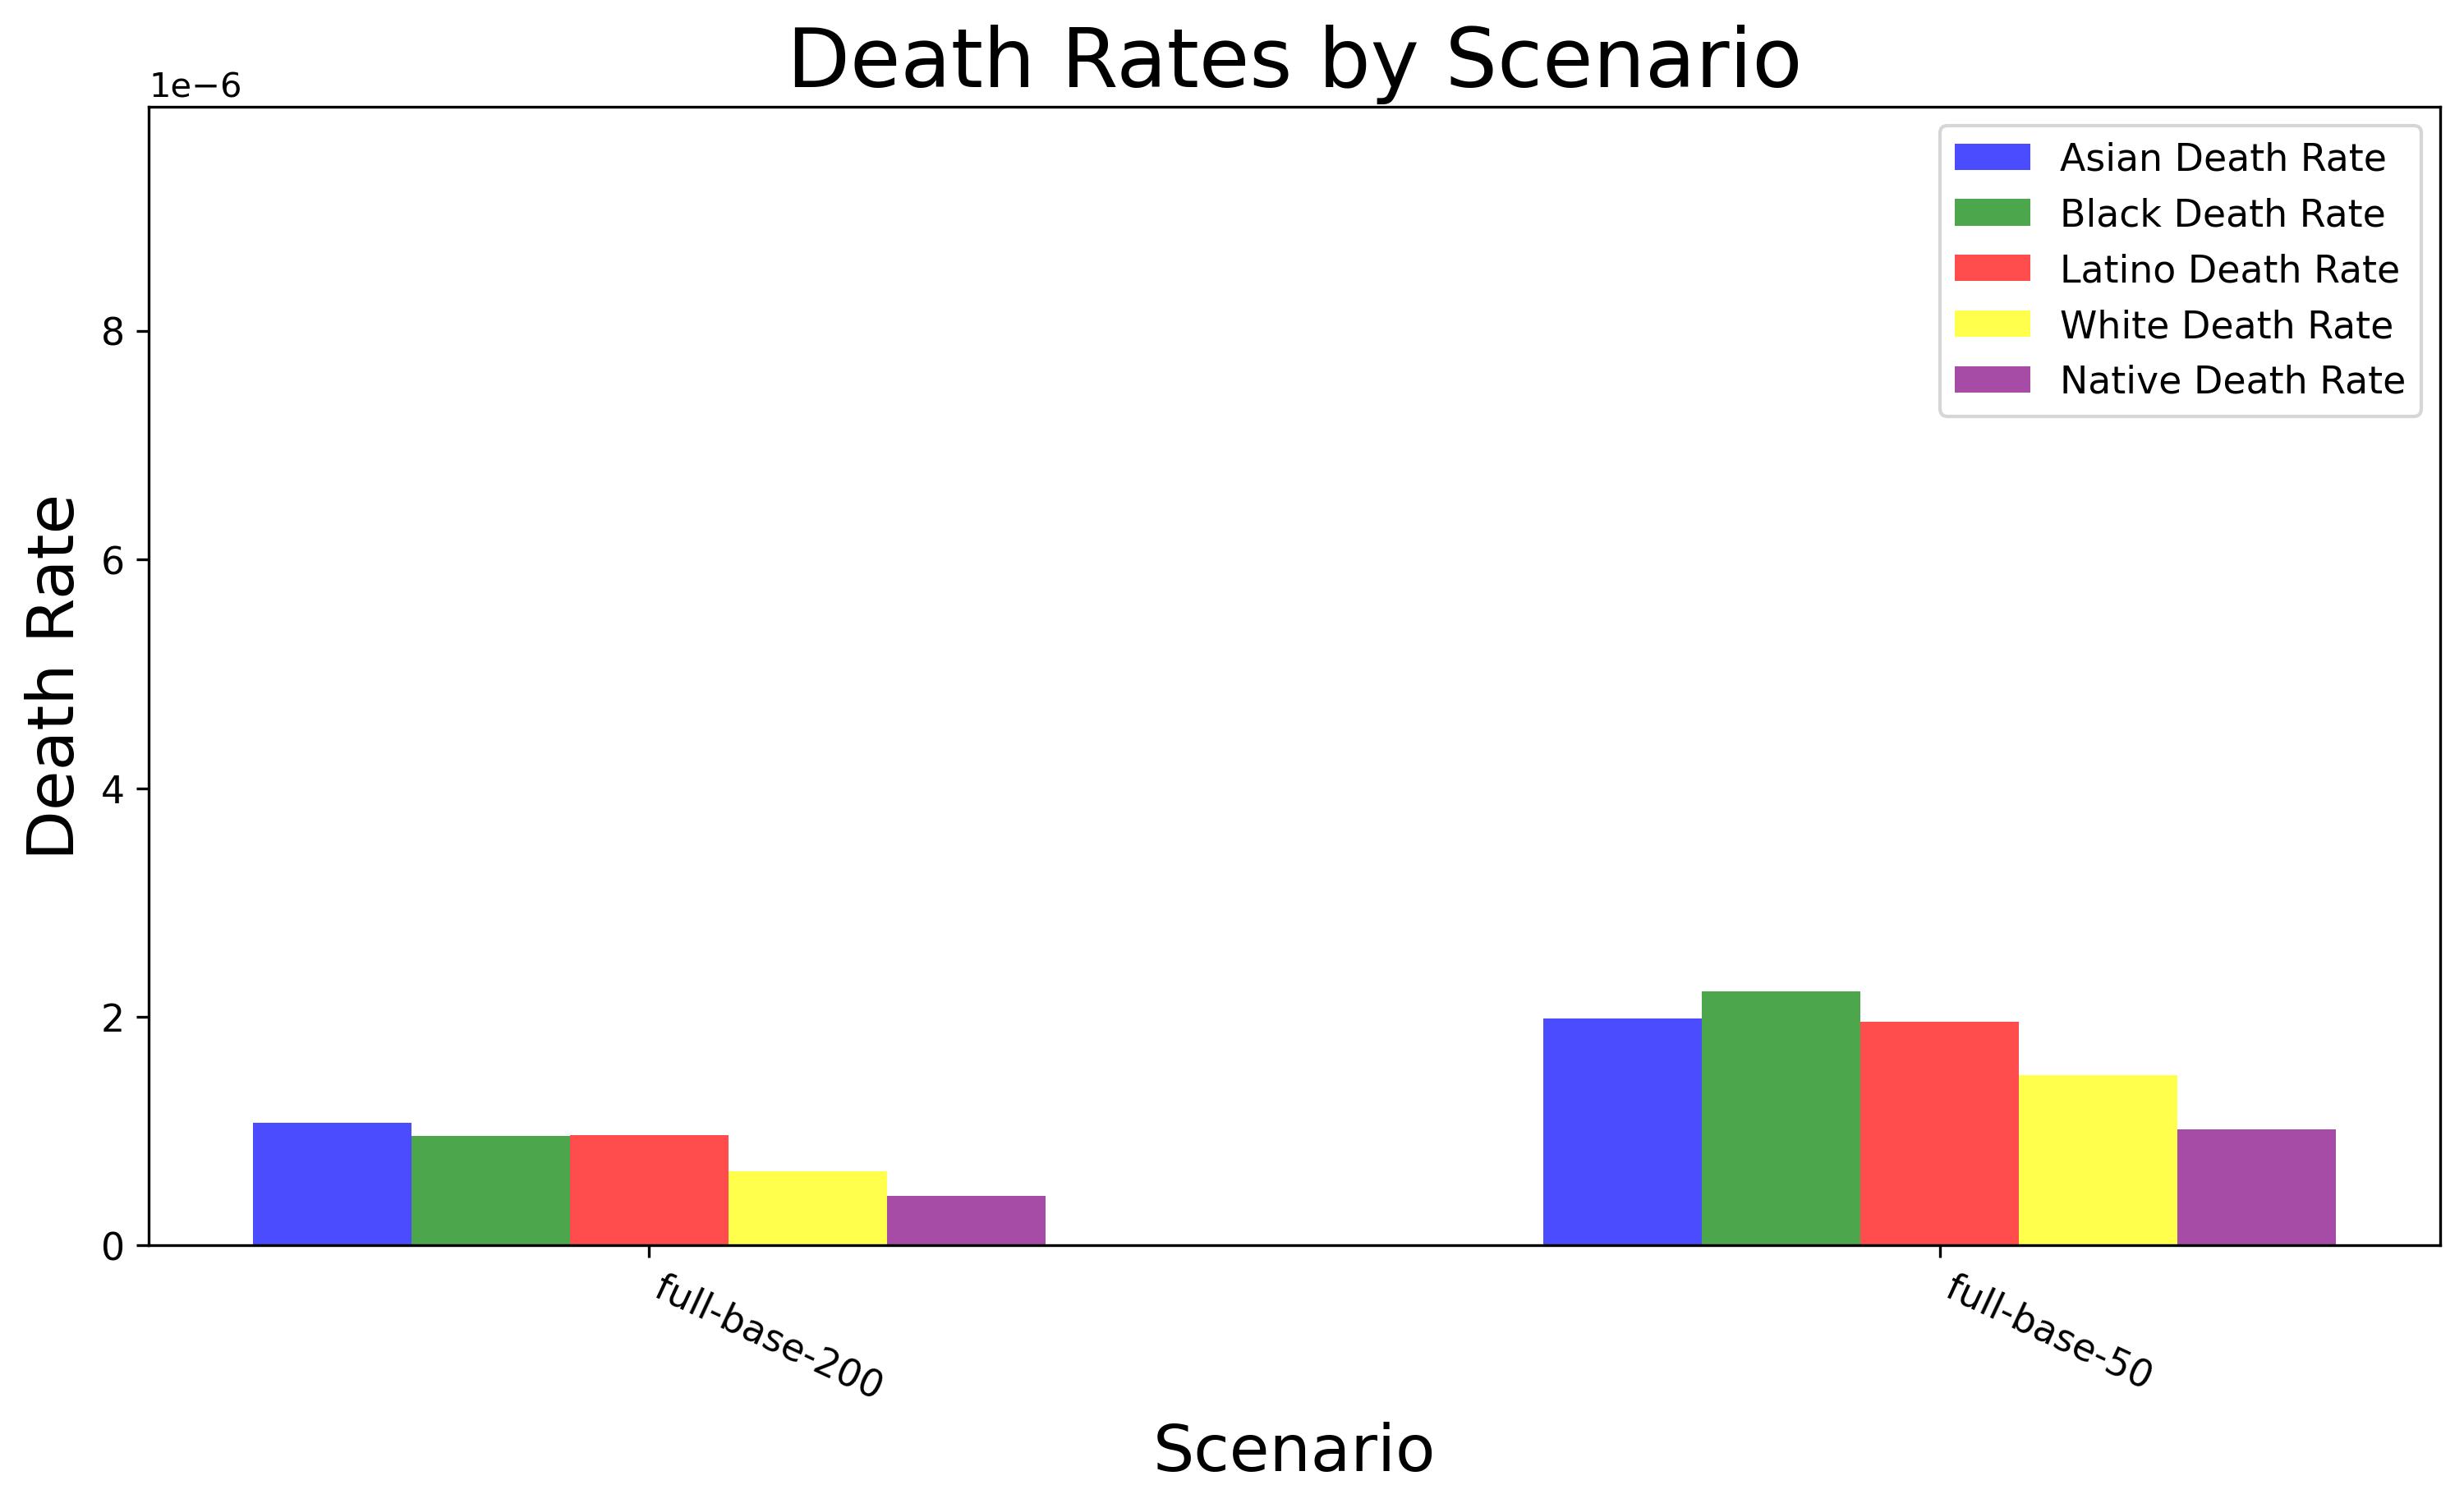 Death Rates by Scenario
1e−6
Asian Death Rate
Black Death Rate
Latino Death Rate
White Death Rate
Native Death Rate
8
6
4
2
0
Death Rate
full-base-200
full-base-50
Scenario